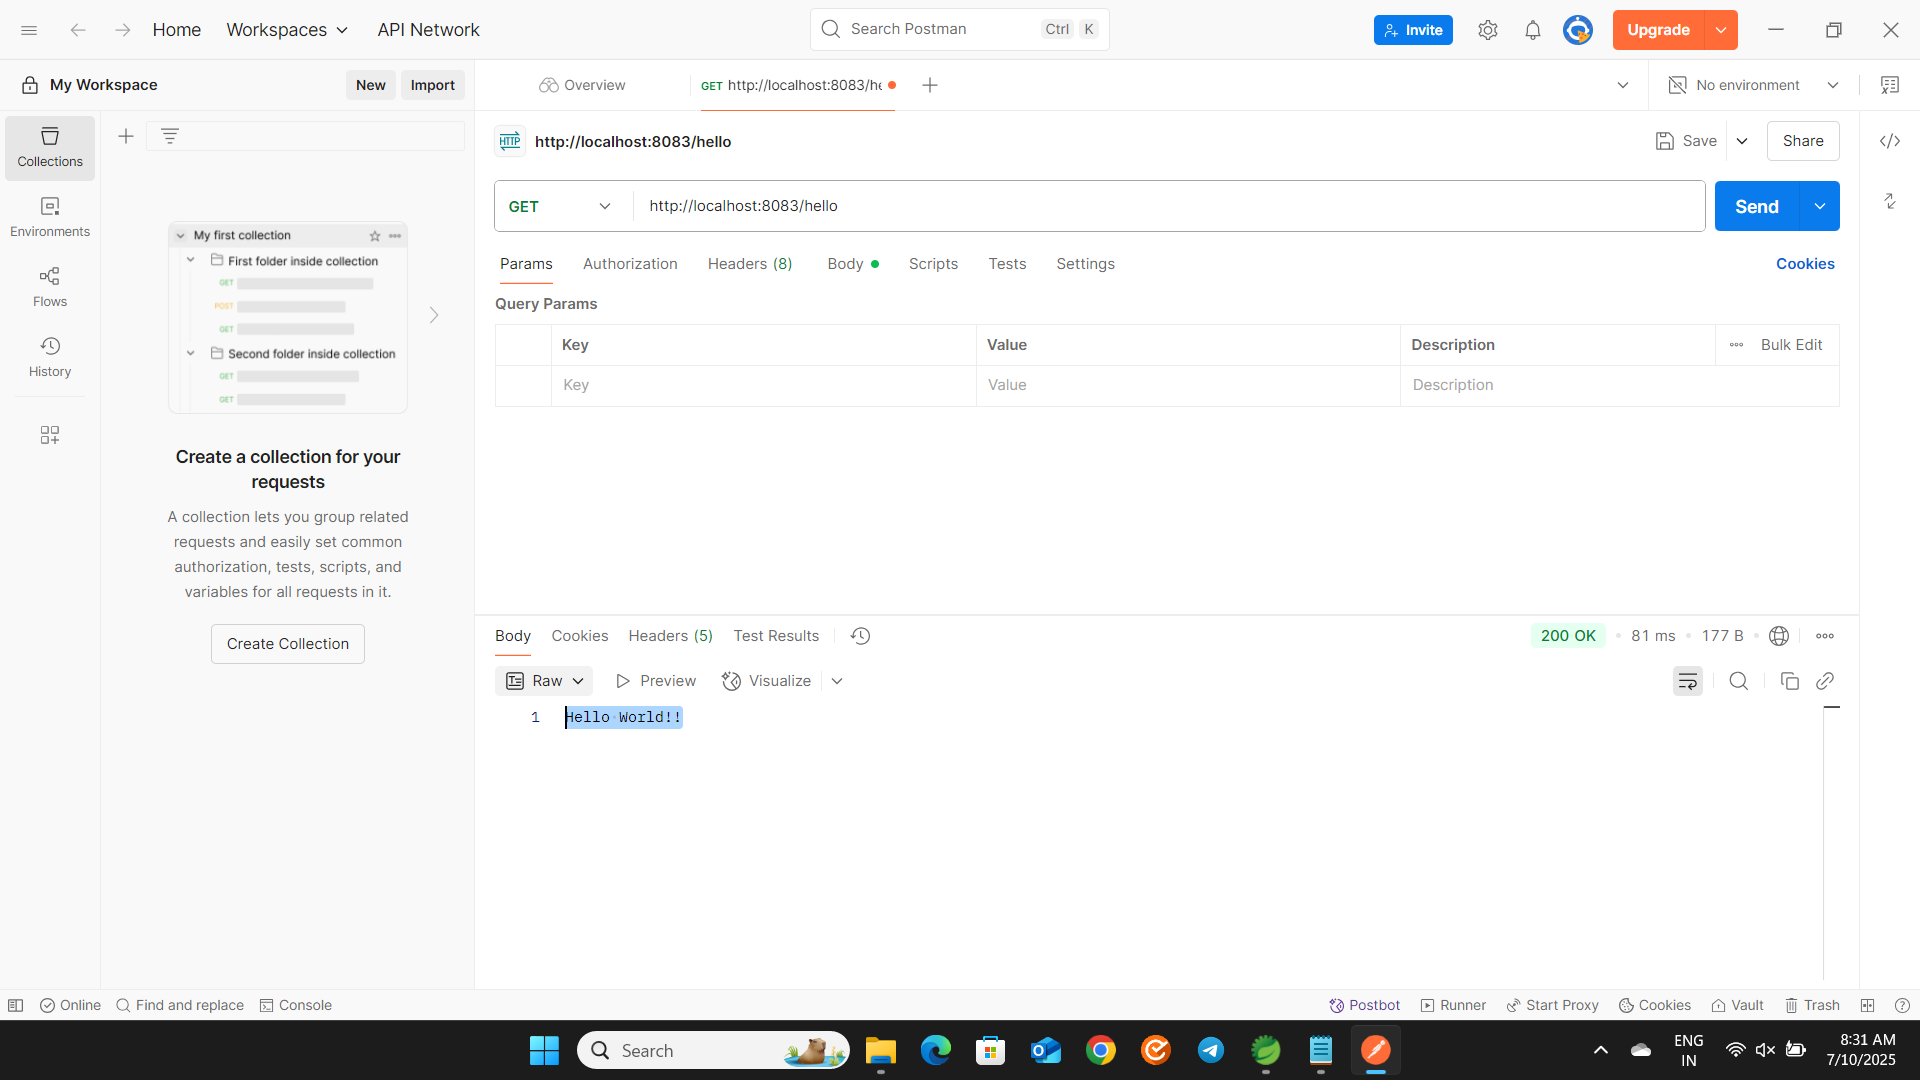 Home
Workspaces
API Network
Search Postman
Ctrl
K
Invite
Upgrade
My Workspace
New
Import
Overview
GET http://localhost:8083/he
No environment
Collections
Environments
Flows
History
My first collection
First folder inside collection
GET
POST
GET
Second folder inside collection
GET
GET
Create a collection for your
requests
A collection lets you group related
requests and easily set common
authorization, tests, scripts, and
variables for all requests in it.
Create Collection
HTTP
http://localhost:8083/hello
Save
Share
GET
http://localhost:8083/hello
Send
Params
Authorization
Headers (8)
Body
Scripts
Tests
Settings
Cookies
Query Params
Key
Value
Description
Bulk Edit
Key
Value
Description
Body
Cookies
Headers (5)
Test Results
200 OK
81 ms
177 B
Raw
Preview
Visualize
1
Hello World!!
Online
Find and replace
Console
Postbot
Runner
Start Proxy
Cookies
Vault
Trash
Search
ENG
IN
8:31 AM
7/10/2025